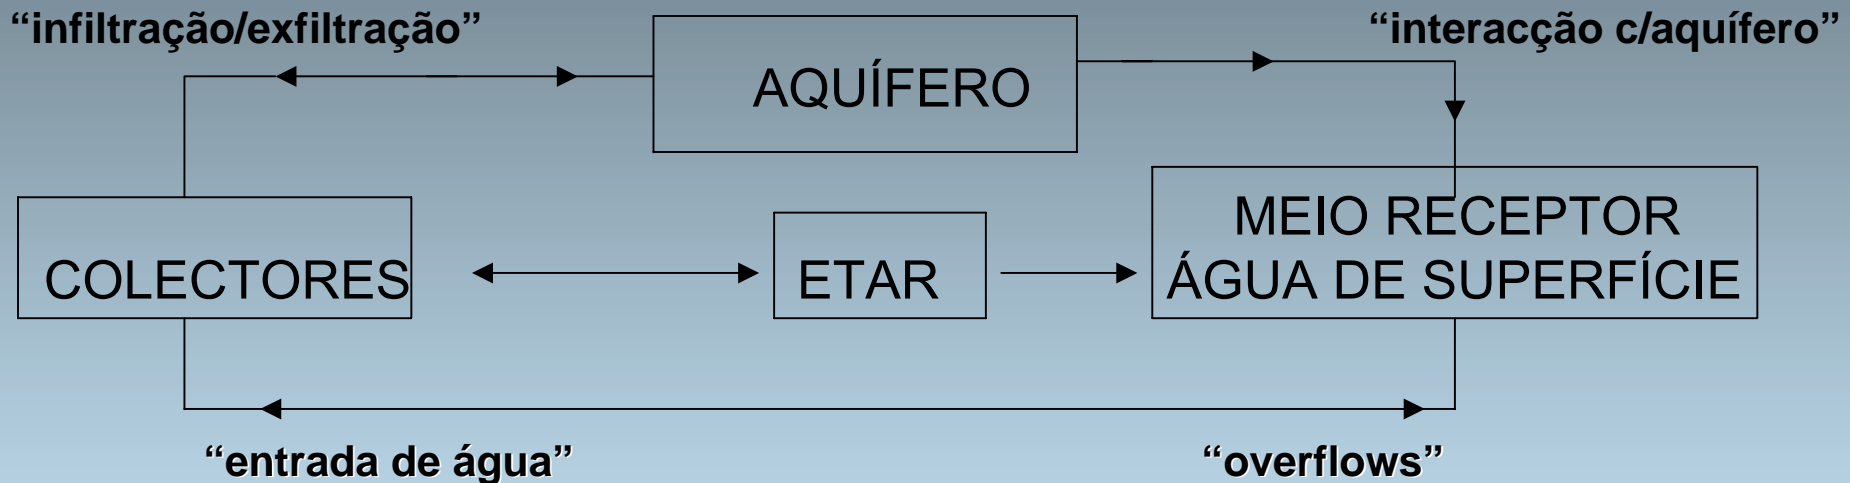 “infiltração/exfiltração”
“interacção c/aquífero”
AQUÍFERO
COLECTORES
ETAR
MEIO RECEPTOR
ÁGUA DE SUPERFÍCIE
“entrada de água”
“overflows”